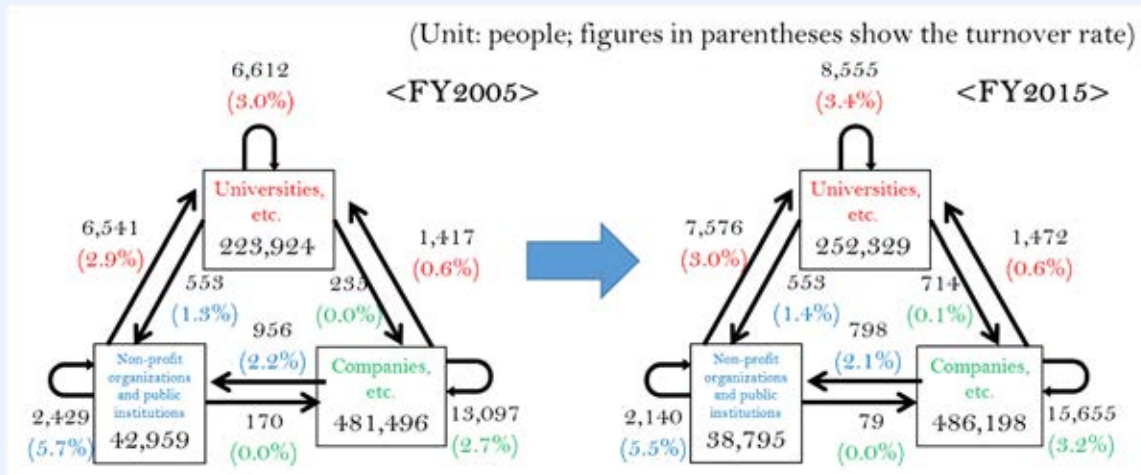 (Unit: people; figures in parentheses show the turnover rate)
6,612
(3.0%)
<FY2005>
Universities,
etc.
223,924
6,541
(2.9%)
1,417
(0.6%)
553
(1.3%)
235
(0.0%)
956
(2.2%)
Non-profit
organizations
and public
institutions
42,959
Companies,
etc.
481,496
2,429
(5.7%)
170
(0.0%)
13,097
(2.7%)
8,555
(3.4%)
<FY2015>
Universities,
etc.
252,329
7,576
(3.0%)
1,472
(0.6%)
553
(1.4%)
714
(0.1%)
798
(2.1%)
Non-profit
organizations
and public
institutions
38,795
Companies,
etc.
486,198
2,140
(5.5%)
79
(0.0%)
15,655
(3.2%)